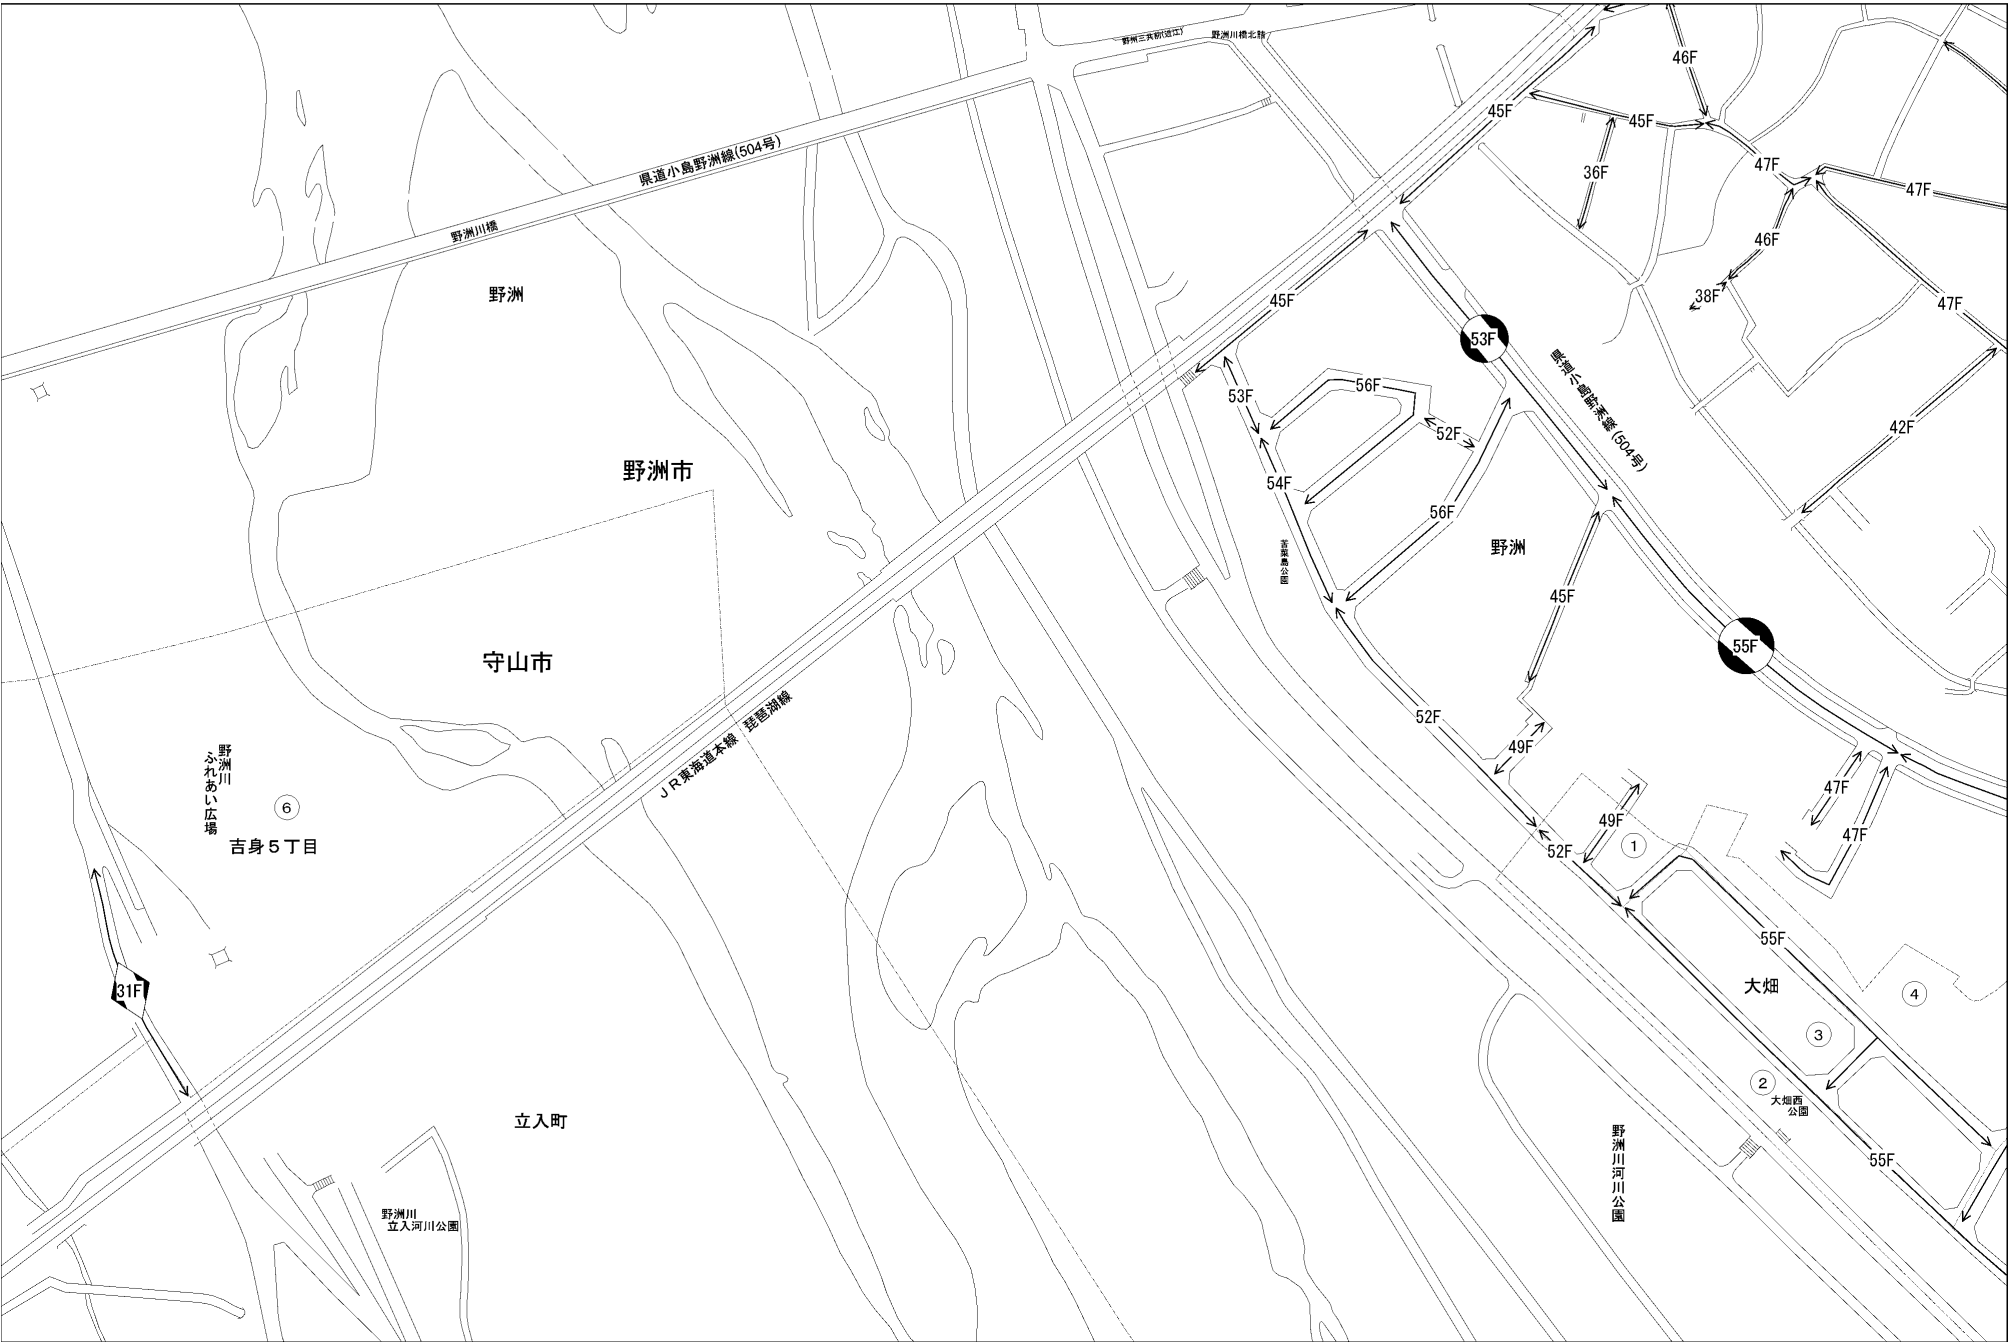 野州三共前(近江)
野洲川橋北詰
46F
45F
45F
47F
36F
47F
県道小島野洲線(504号)
46F
野洲川橋
38F
野洲
45F
47F
53F
県道小島野洲線(504号)
56F
53F
42F
52F
野洲市
54F
56F
苔菜島公園
野洲
45F
55F
守山市
52F
JR東海道本線 琵琶湖線
49F
野洲川
ふれあい広場
47F
6
49F
47F
吉身5丁目
52F
1
55F
大畑
31F
4
3
2
大畑西
公園
立入町
55F
野洲川河川公園
野洲川
立入河川公園